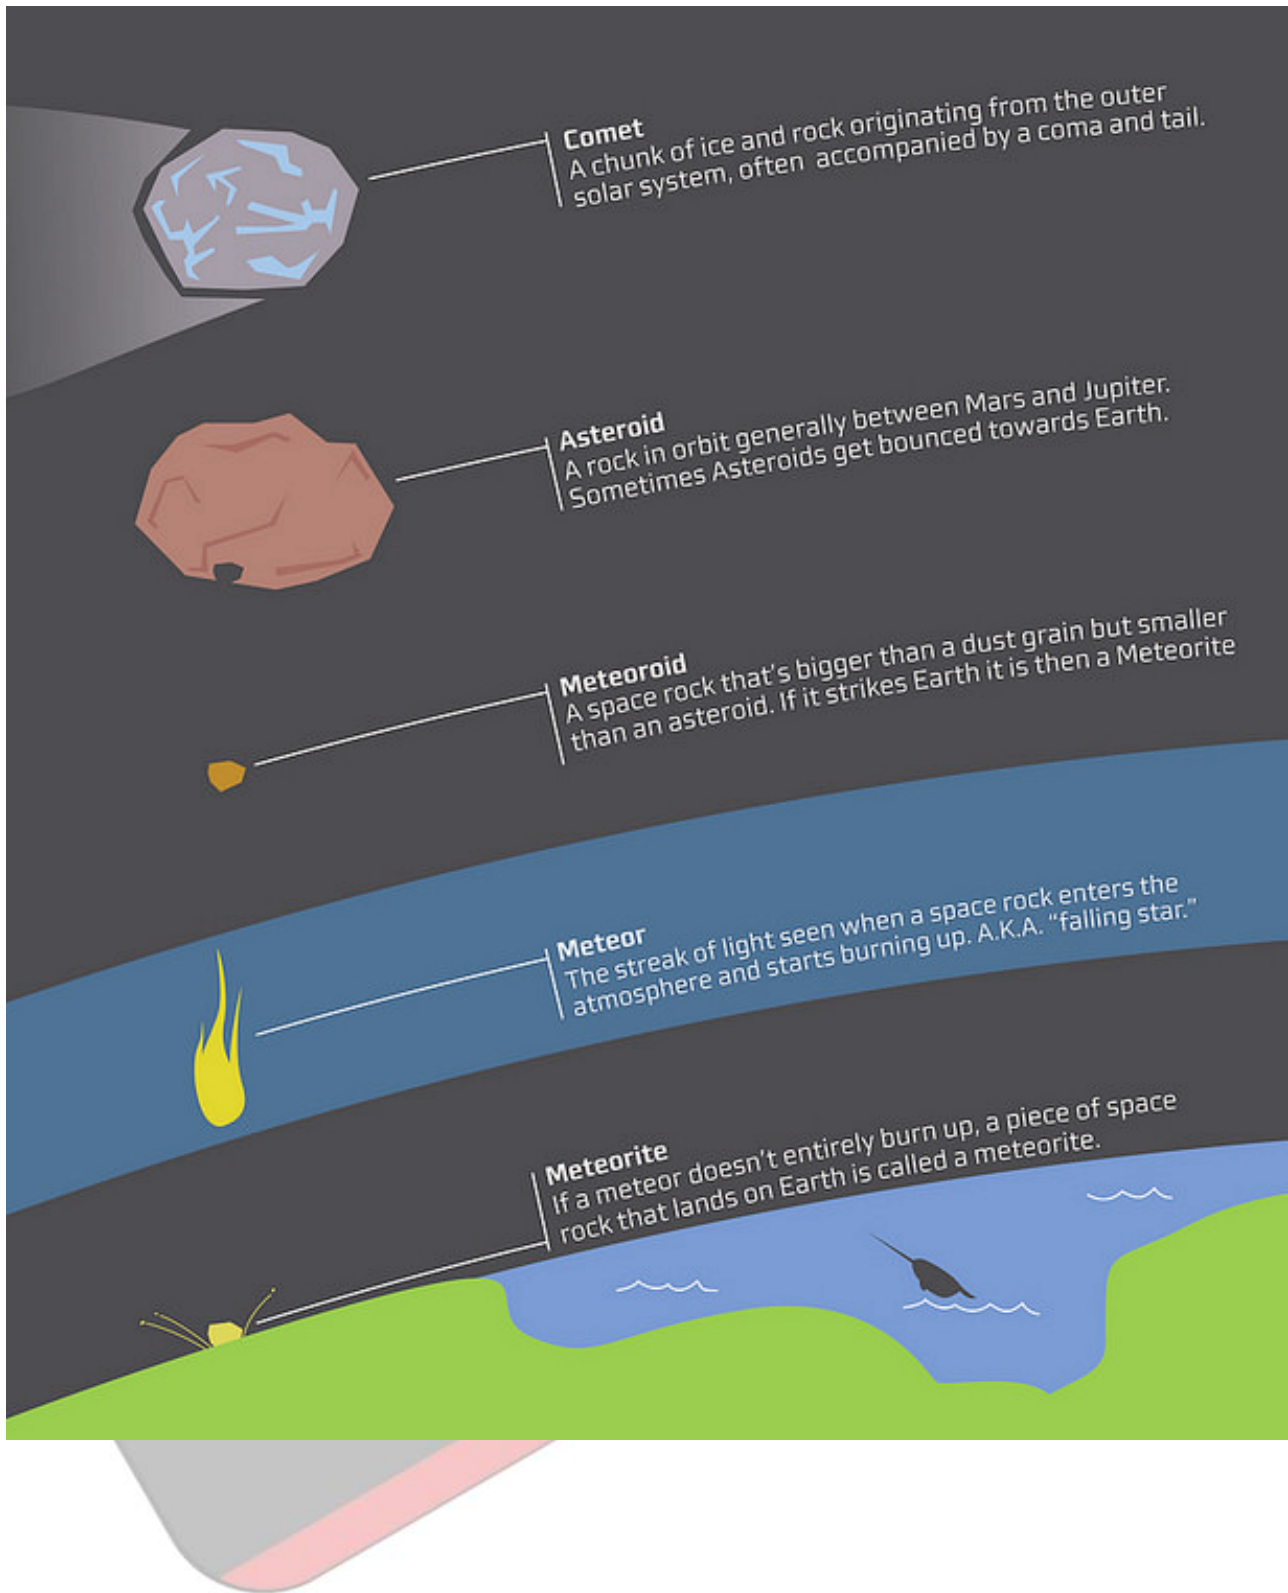 Comet
A chunk of ice and rock originating from the outer
solar system, often accompanied by a coma and tail.
Asteroid
A rock in orbit generally between Mars and Jupiter.
Sometimes Asteroids get bounced towards Earth.
Meteoroid
A space rock that's bigger than a dust grain but smaller
than an asteroid. If it strikes Earth it is then a Meteorite
Meteor
The streak of light seen when a space rock enters the
atmosphere and starts burning up. A.K.A. “falling star.”
Meteorite
If a meteor doesn't entirely burn up, a piece of space
rock that lands on Earth is called a meteorite.